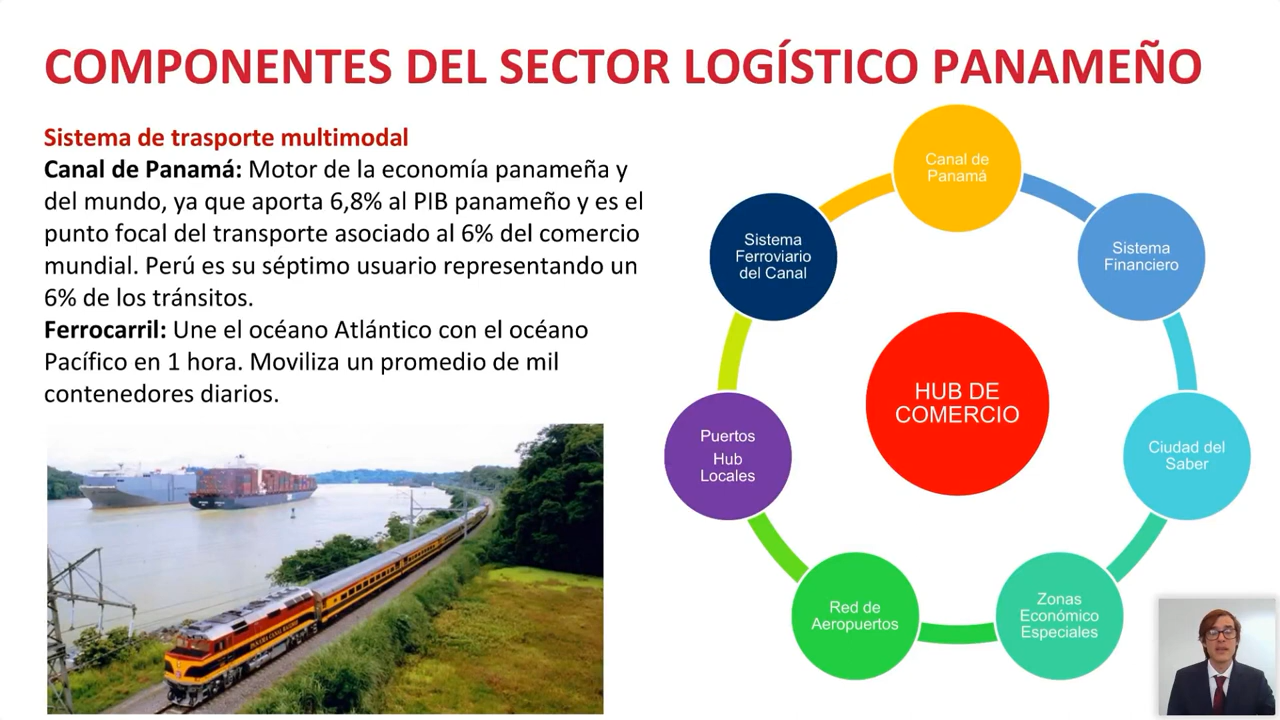 COMPONENTES DEL SECTOR LOGÍSTICO PANAMEÑO
Sistema de trasporte multimodal
Canal de Panamá: Motor de la economía panameña y
del mundo, ya que aporta 6,8% al PIB panameño y es el
punto focal del transporte asociado al 6% del comercio
mundial. Perú es su séptimo usuario representando un
6% de los tránsitos.
Ferrocarril: Une el océano Atlántico con el océano
Pacífico en 1 hora. Moviliza un promedio de mil
contenedores diarios.
Canal de
Panamá
Sistema
Financiero
Ciudad del
Saber
Zonas
Económico
Especiales
Red de
Aeropuertos
Puertos
Hub
Locales
Sistema
Ferroviario
del Canal
HUB DE
COMERCIO
PANAMA CANAL RAILWAY